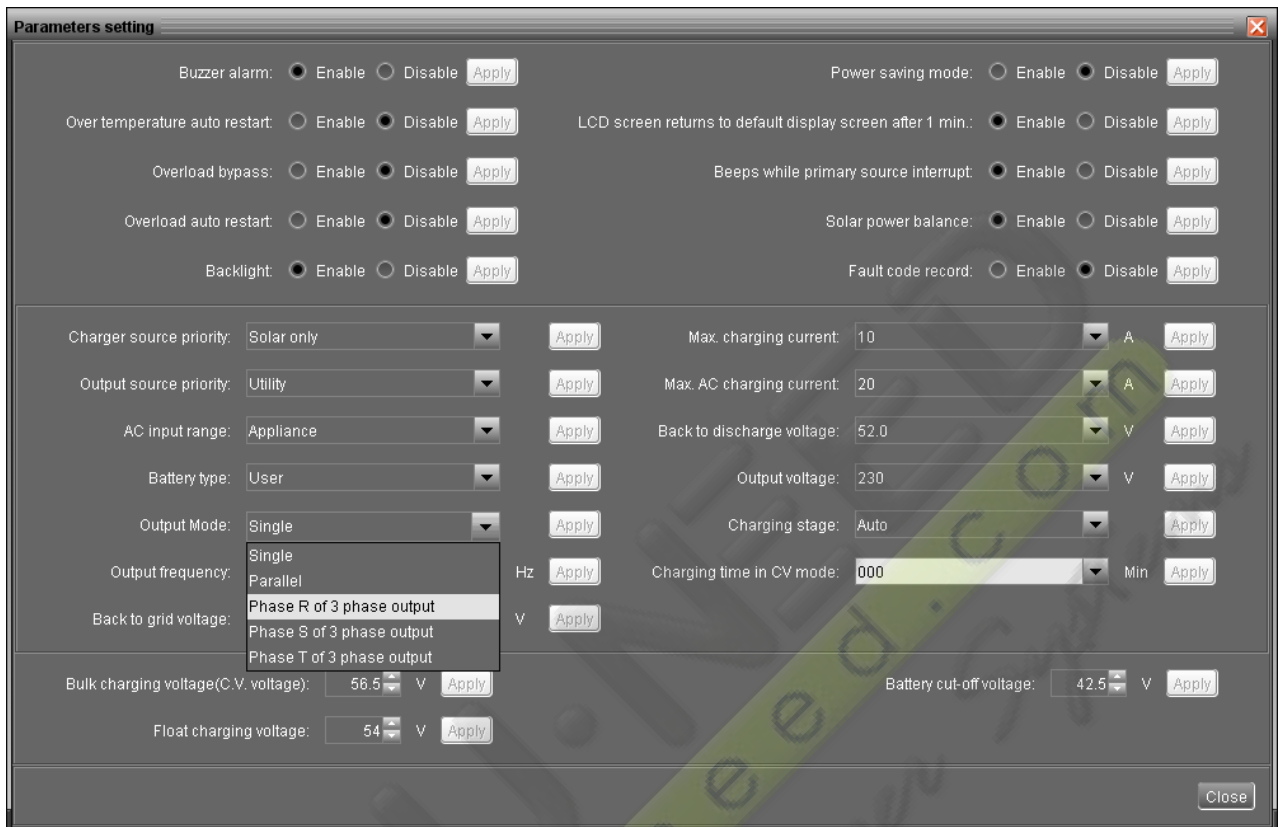 Parameters setting
Buzzer alarm: Enable Disable Apply
Power saving mode: Enable Disable Apply
Over temperature auto restart: Enable Disable Apply
LCD screen returns to default display screen after 1 min.: Enable Disable Apply
Overload bypass: Enable Disable Apply
Beeps while primary source interrupt: Enable Disable Apply
Overload auto restart: Enable Disable Apply
Solar power balance: Enable Disable Apply
Backlight: Enable Disable Apply
Fault code record: Enable Disable Apply
Charger source priority: Solar only Apply
Max. charging current: 10 A Apply
Output source priority: Utility Apply
Max. AC charging current: 20 A Apply
AC input range: Appliance Apply
Back to discharge voltage: 52.0 V Apply
Battery type: User Apply
Output voltage: 230 V Apply
Output Mode: Single Apply
Charging stage: Auto Apply
Single
Parallel
Phase R of 3 phase output
Phase S of 3 phase output
Phase T of 3 phase output
Output frequency: Hz Apply
Charging time in CV mode: 000 Min Apply
Back to grid voltage: V Apply
Bulk charging voltage(C.V. voltage): 56.5 V Apply
Battery cut-off voltage: 42.5 V Apply
Float charging voltage: 54 V Apply
Close